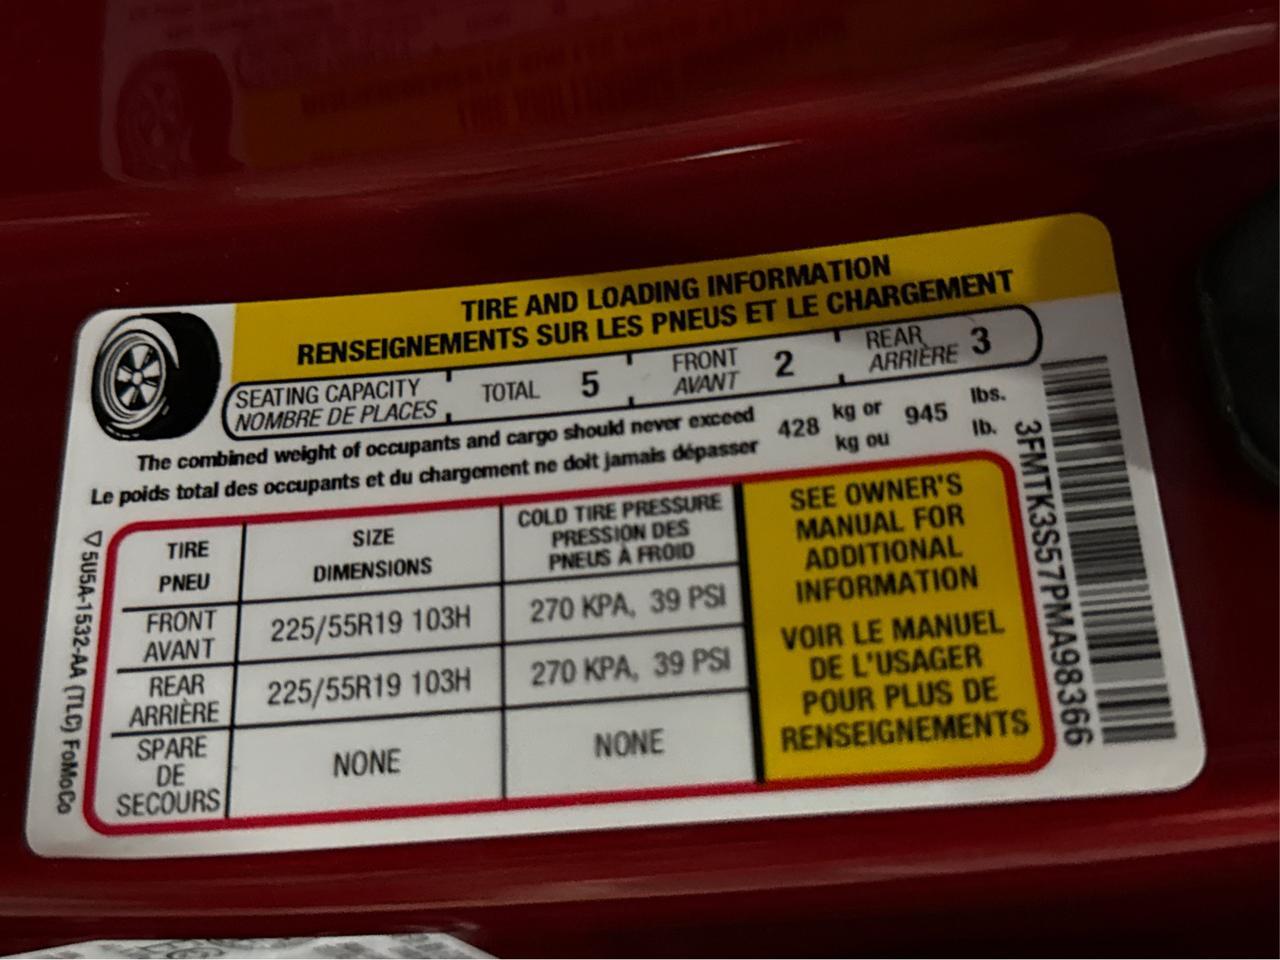 TIRE AND LOADING INFORMATION
RENSEIGNEMENTS SUR LES PNEUS ET LE CHARGEMENT
SEATING CAPACITY TOTAL 5 FRONT 2 REAR 3
NOMBRE DE PLACES AVANT ARRIÈRE
The combined weight of occupants and cargo should never exceed 428 kg or 945 lbs.
Le poids total des occupants et du chargement ne doit jamais dépasser kg ou lb.
TIRE SIZE COLD TIRE PRESSURE
PNEU DIMENSIONS PRESSION DES
PNEUS À FROID
FRONT 225/55R19 103H 270 KPA, 39 PSI
AVANT
REAR 225/55R19 103H 270 KPA, 39 PSI
ARRIÈRE
SPARE NONE NONE
DE
SECOURS
SEE OWNER'S
MANUAL FOR
ADDITIONAL
INFORMATION
VOIR LE MANUEL
DE L'USAGER
POUR PLUS DE
RENSEIGNEMENTS
3FMTK3S57PMA98366
5U5A-1532-AA (TLC) FoMoCo